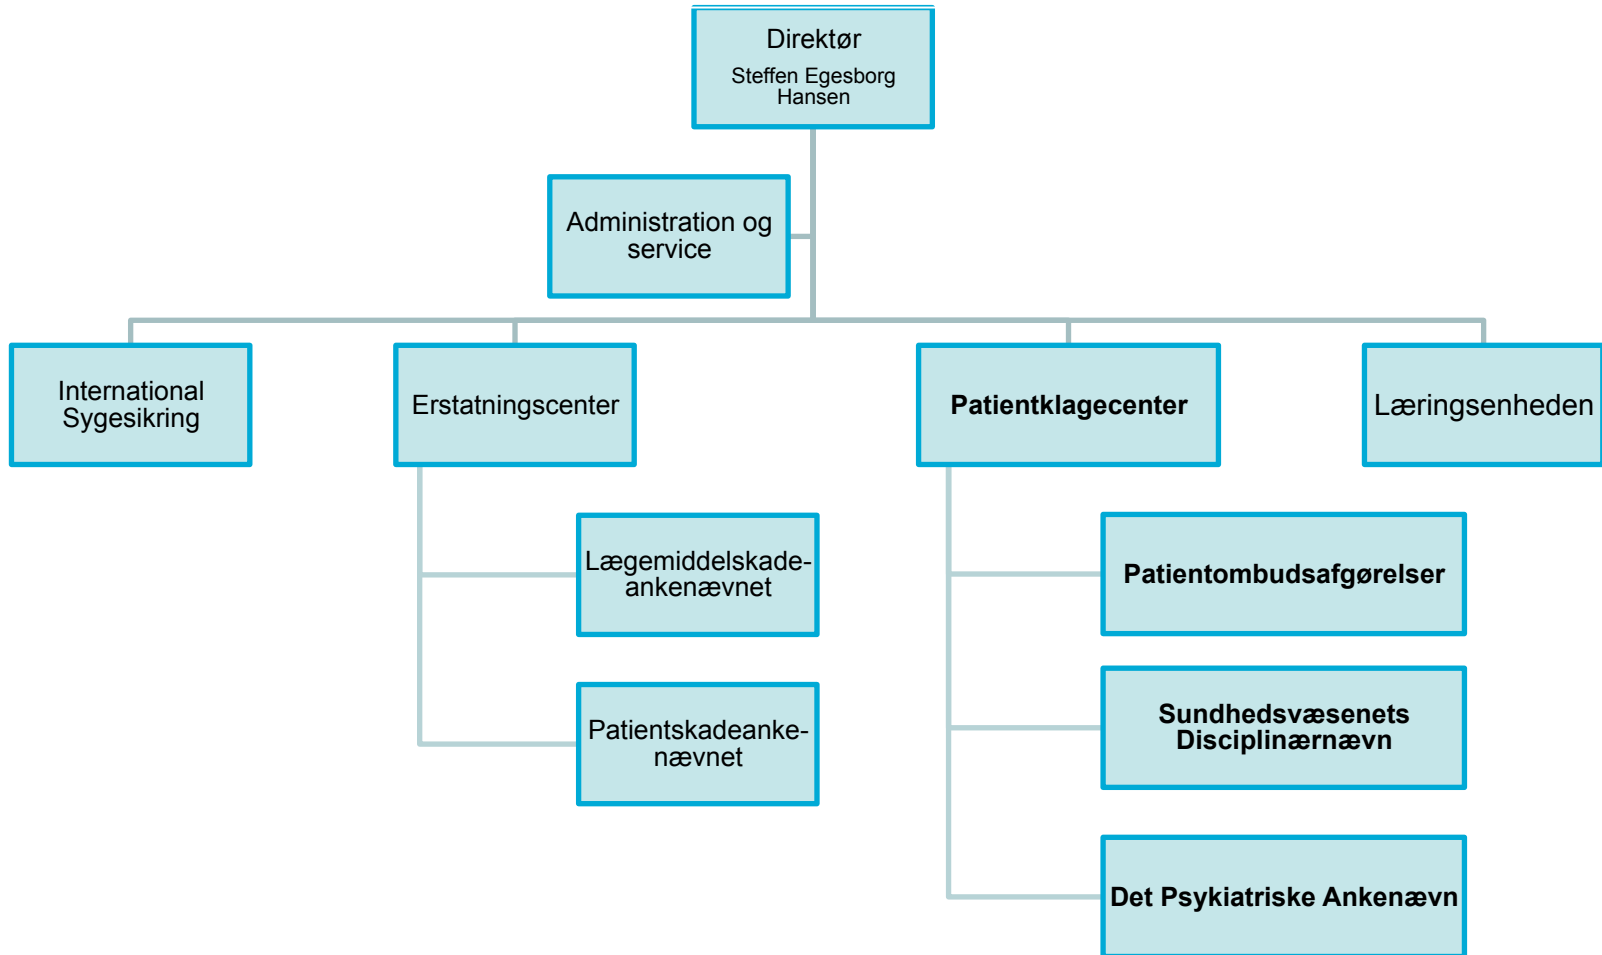 Direktør
Steffen Egesborg
Hansen
Administration og
service
International
Sygesikring
Erstatningscenter
Patientklagecenter
Læringsenheden
Lægemiddelskade-
ankenævnet
Patientskadeanke-
nævnet
Patientombudsafgørelser
Sundhedsvæsenets
Disciplinærnævn
Det Psykiatriske Ankenævn